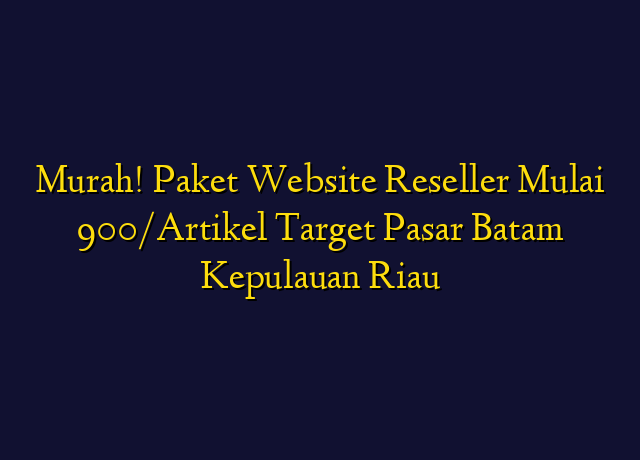 Murah! Paket Website Reseller Mulai
900/Artikel Target Pasar Batam
Kepulauan Riau